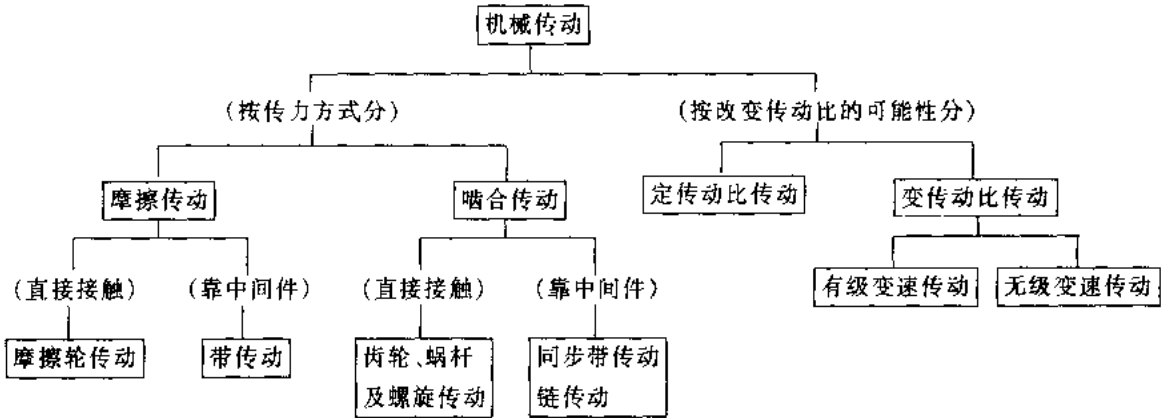 机械传动
(按传力方式分)
(按改变传动比的可能性分)
摩擦传动
啮合传动
定传动比传动
变传动比传动
(直接接触)
(靠中间件)
(直接接触)
(靠中间件)
有级变速传动
无级变速传动
摩擦轮传动
带传动
齿轮、蜗杆
及螺旋传动
同步带传动
链传动